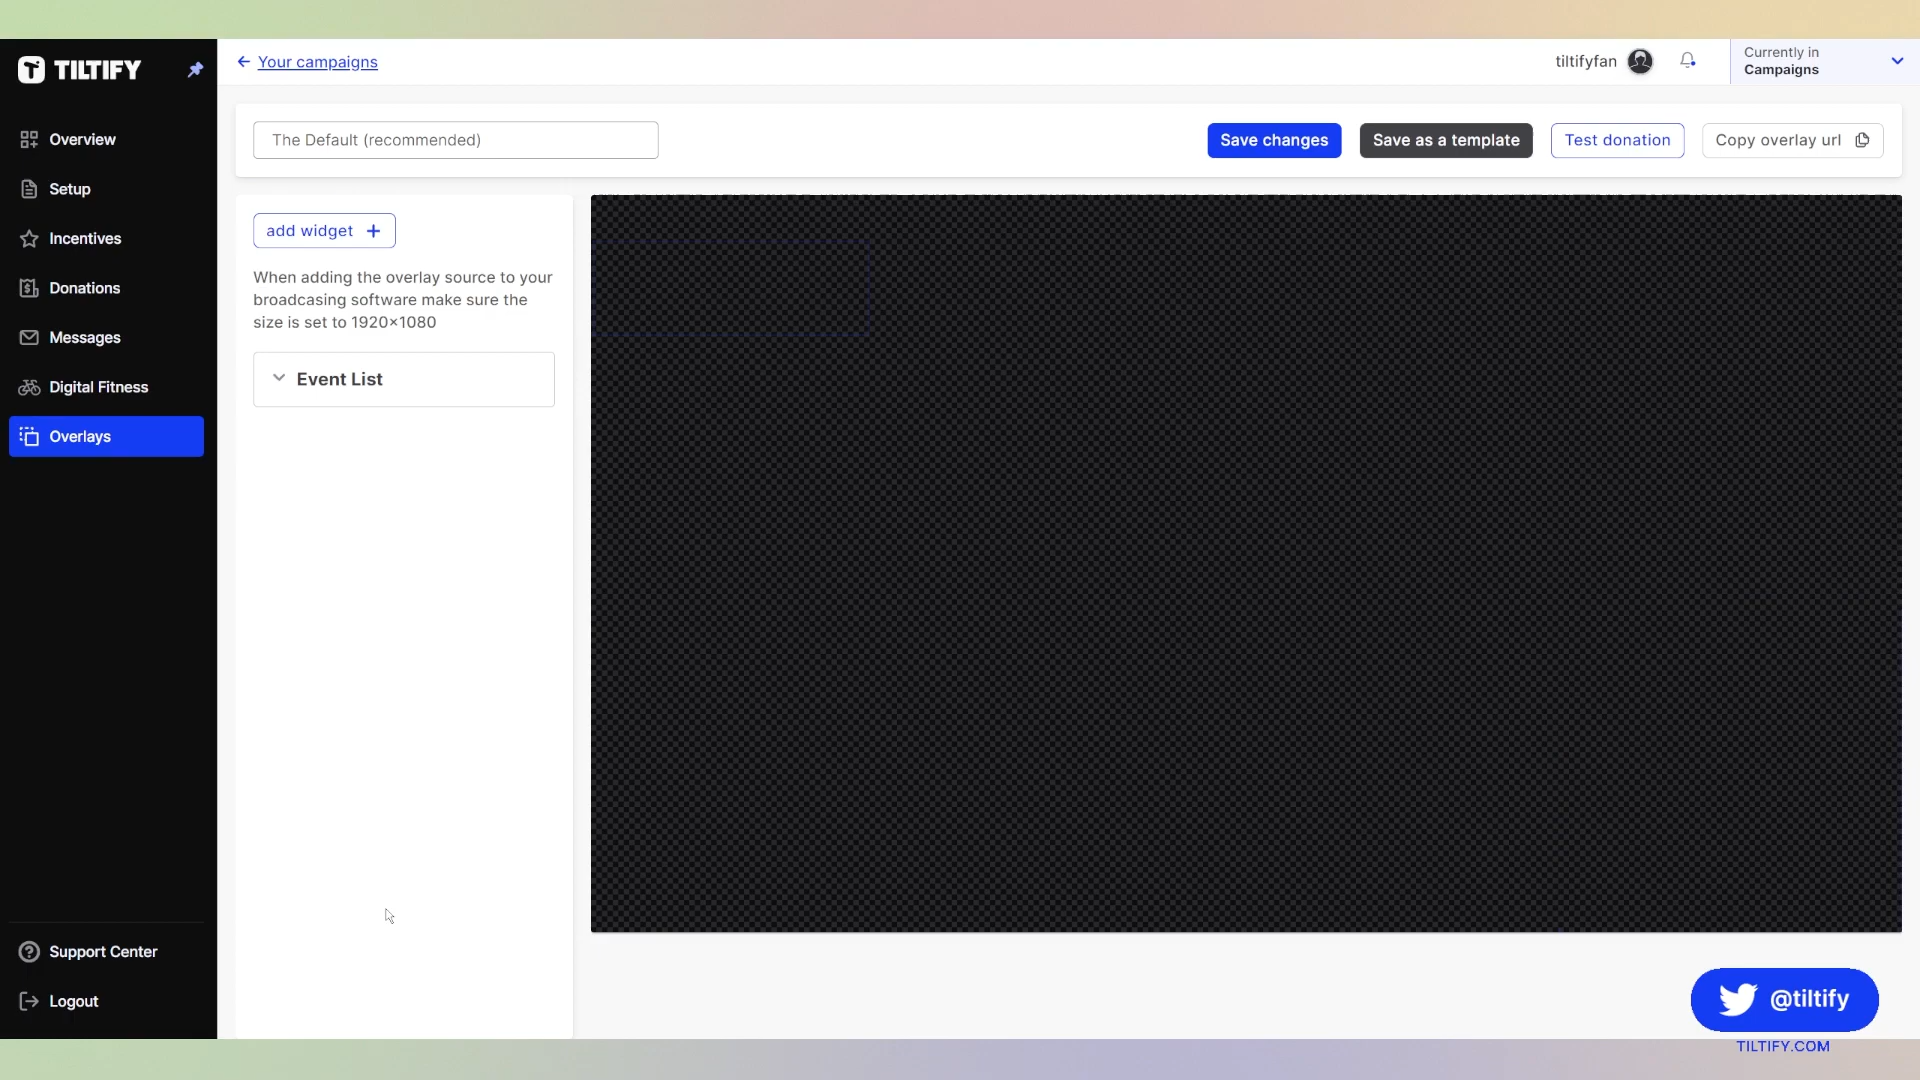 TILTIFY
Your campaigns
tiltifyfan
Currently in
Campaigns
Overview
Setup
Incentives
Donations
Messages
Digital Fitness
Overlays
The Default (recommended)
Save changes
Save as a template
Test donation
Copy overlay url
add widget +
When adding the overlay source to your
broadcasing software make sure the
size is set to 1920×1080
Event List
Support Center
Logout
@tiltify
TILTIFY.COM